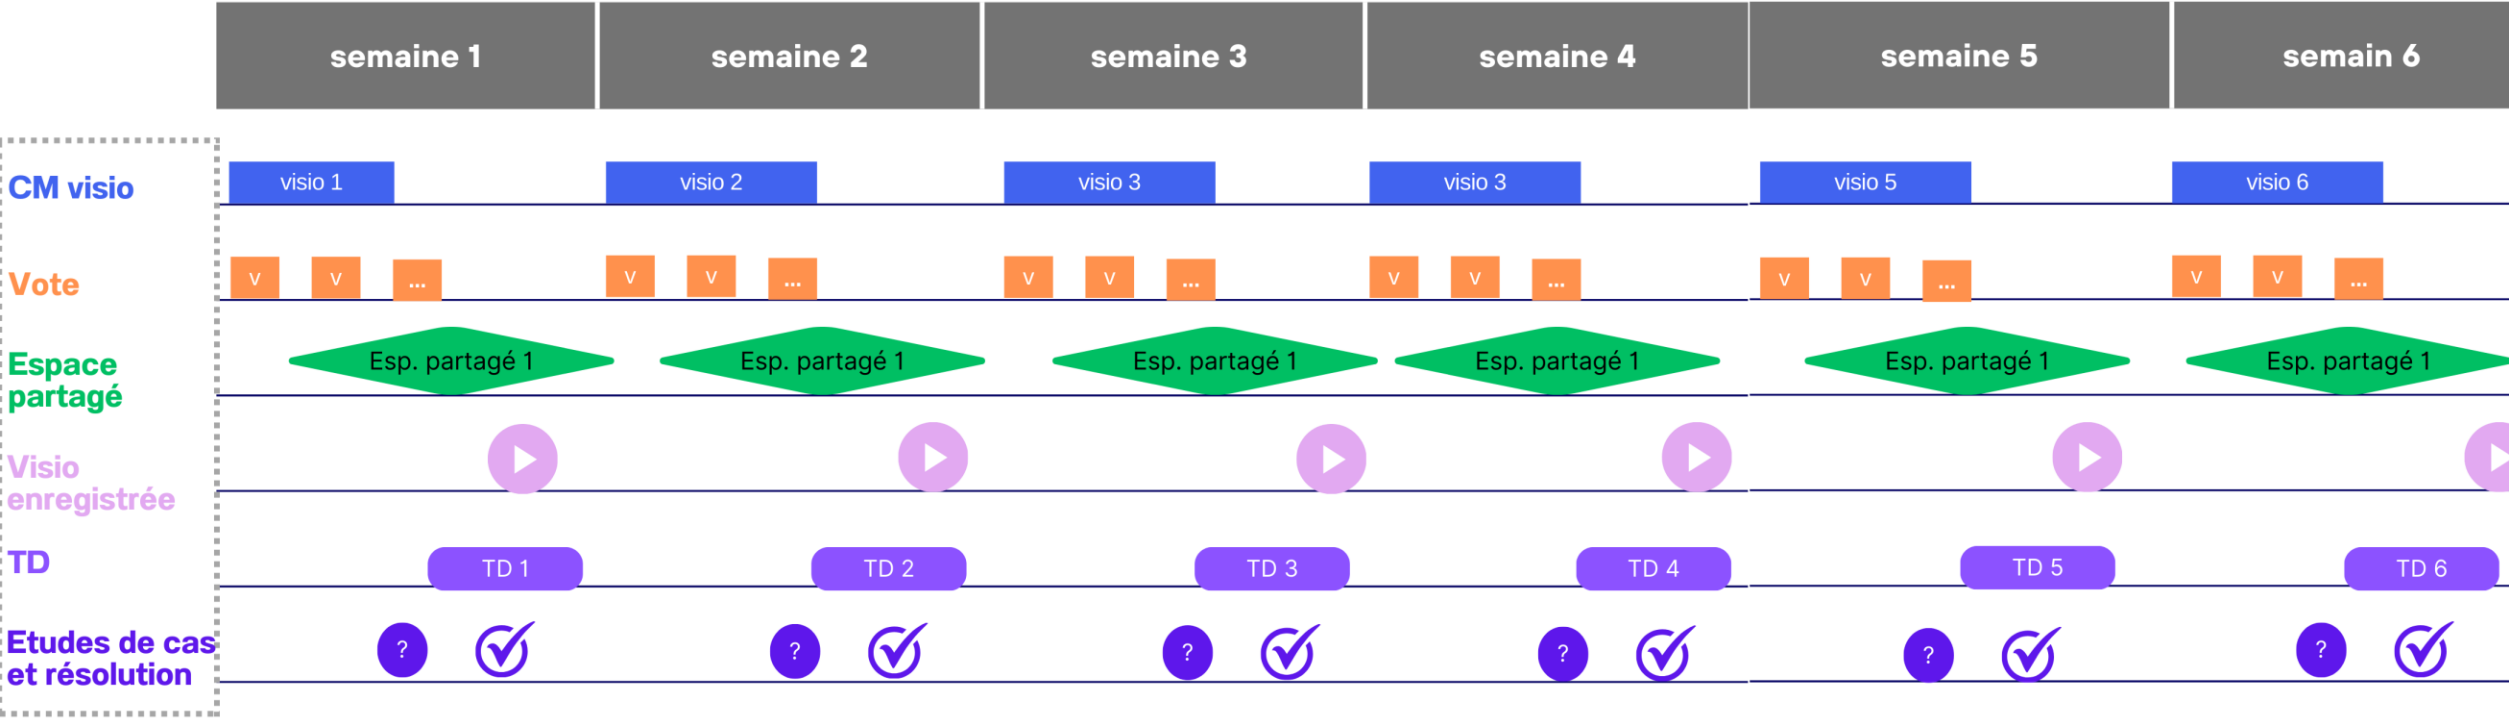 semaine 1
semaine 2
semaine 3
semaine 4
semaine 5
semain 6
CM visio
visio 1
visio 2
visio 3
visio 3
visio 5
visio 6
Vote
v
v
...
v
v
...
v
v
...
v
v
...
v
v
...
v
v
...
Espace
partagé
Esp. partagé 1
Esp. partagé 1
Esp. partagé 1
Esp. partagé 1
Esp. partagé 1
Esp. partagé 1
Visio
enregistrée
TD
TD 1
TD 2
TD 3
TD 4
TD 5
TD 6
Etudes de cas
et résolution
?
?
?
?
?
?